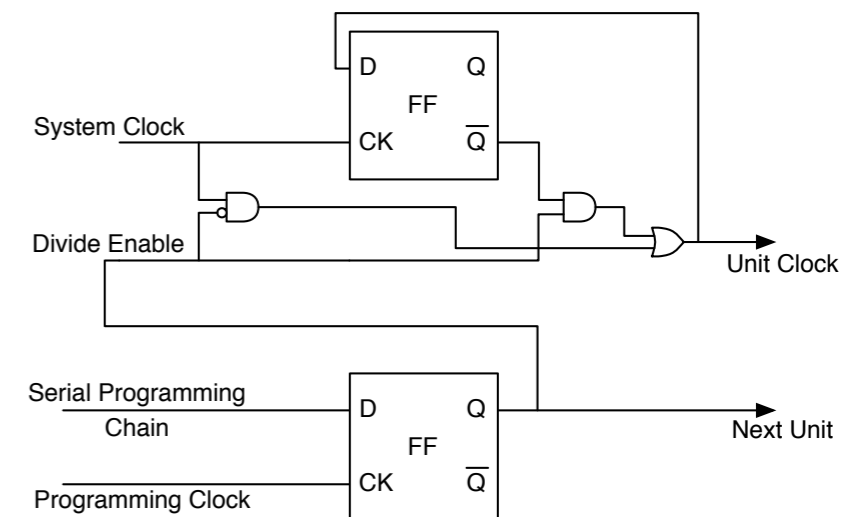 D Q
FF
System Clock
CK Q
Divide Enable
Unit Clock
Serial Programming
Chain
D Q
FF
Next Unit
CK Q
Programming Clock